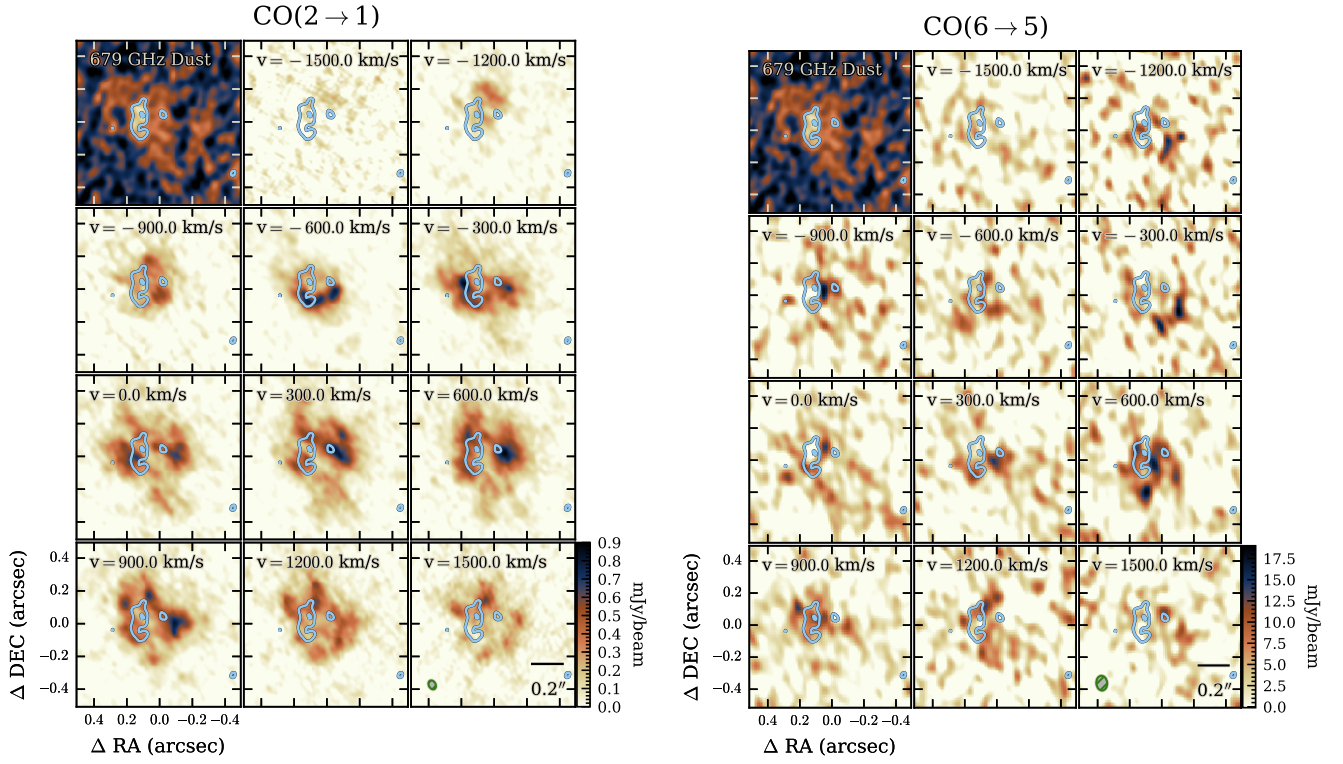 CO(2→1)
679 GHz Dust
v = −1500.0 km/s
v = −1200.0 km/s
v = −900.0 km/s
v = −600.0 km/s
v = −300.0 km/s
v = 0.0 km/s
v = 300.0 km/s
v = 600.0 km/s
v = 900.0 km/s
v = 1200.0 km/s
v = 1500.0 km/s
0.2″
0.4
0.2
0.0
−0.2
−0.4
Δ DEC (arcsec)
0.4 0.2 0.0 −0.2 −0.4
Δ RA (arcsec)
0.9
0.8
0.7
0.6
0.5
0.4
0.3
0.2
0.1
0.0
mJy/beam
CO(6→5)
679 GHz Dust
v = −1500.0 km/s
v = −1200.0 km/s
v = −900.0 km/s
v = −600.0 km/s
v = −300.0 km/s
v = 0.0 km/s
v = 300.0 km/s
v = 600.0 km/s
v = 900.0 km/s
v = 1200.0 km/s
v = 1500.0 km/s
0.2″
0.4
0.2
0.0
−0.2
−0.4
Δ DEC (arcsec)
0.4 0.2 0.0 −0.2 −0.4
Δ RA (arcsec)
17.5
15.0
12.5
10.0
7.5
5.0
2.5
0.0
mJy/beam